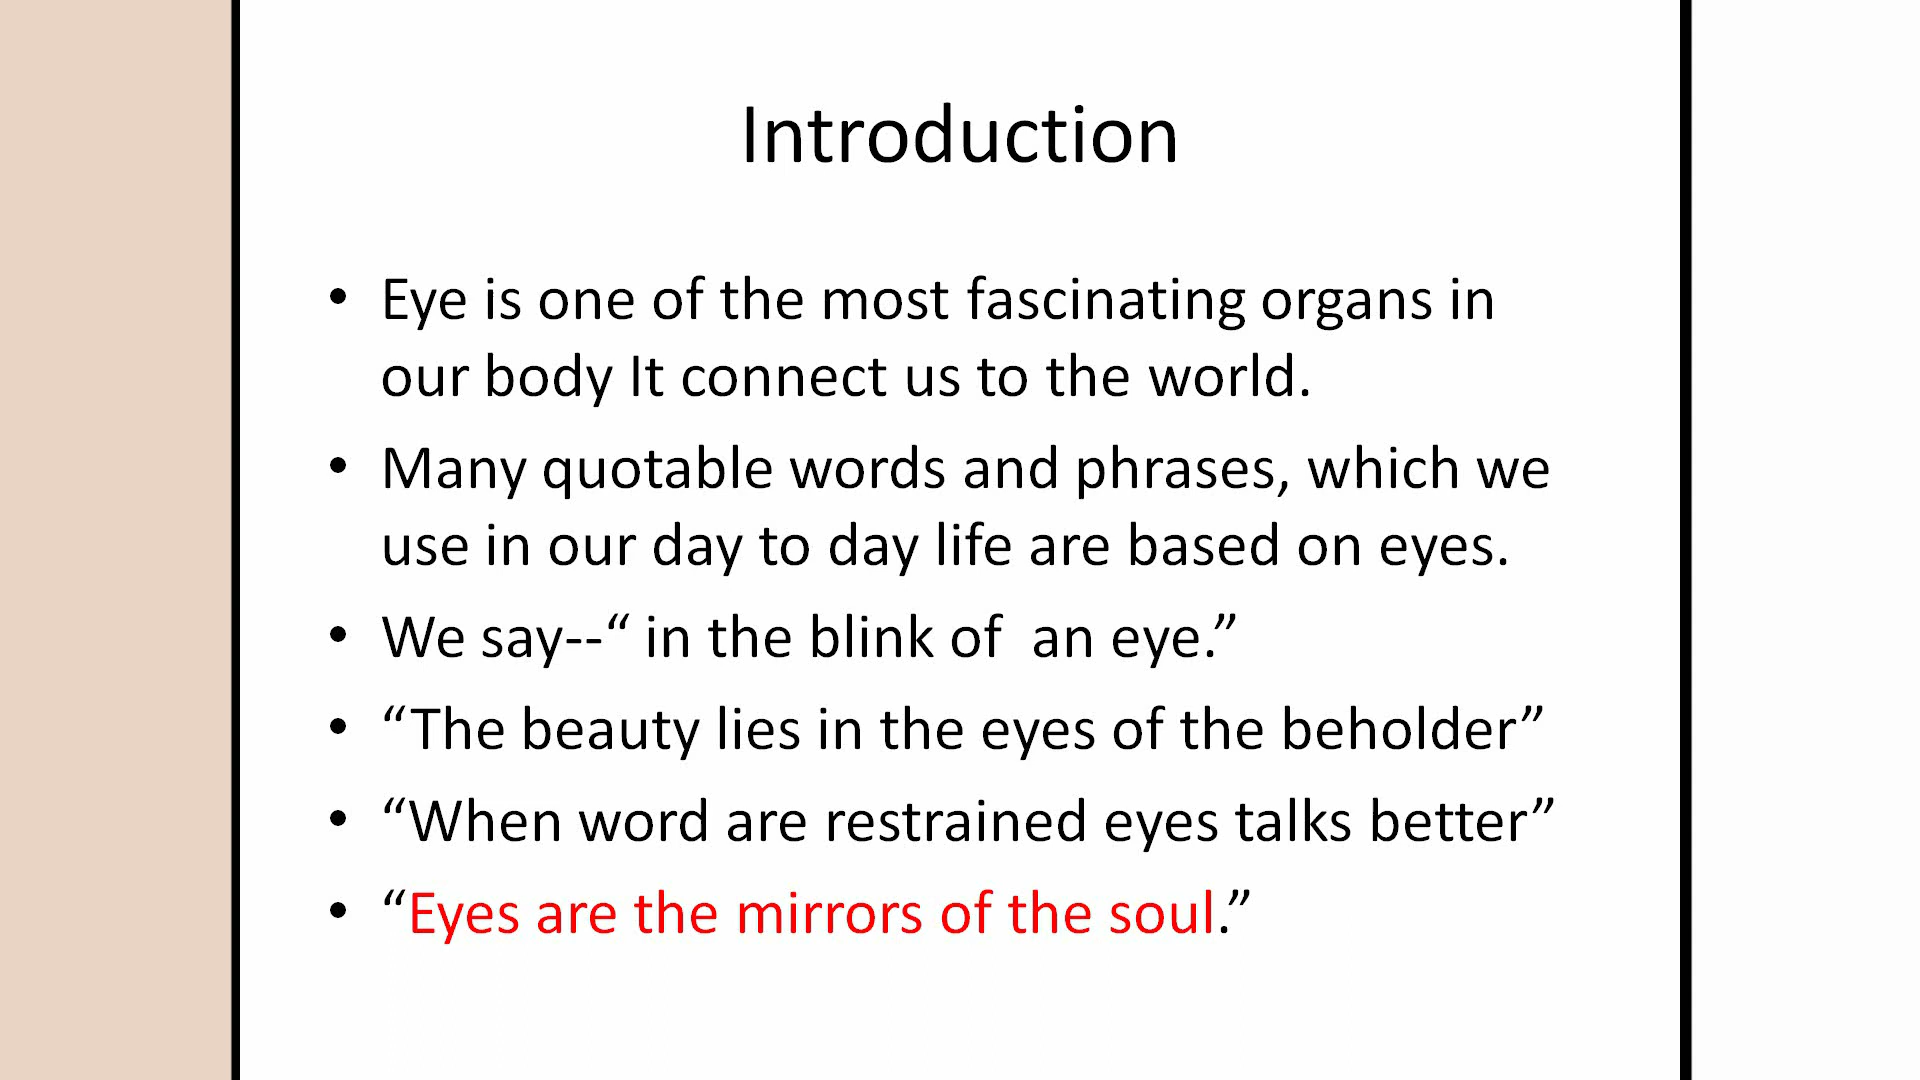 Introduction
• Eye is one of the most fascinating organs in
our body It connect us to the world.
• Many quotable words and phrases, which we
use in our day to day life are based on eyes.
• We say--“ in the blink of  an eye.”
• “The beauty lies in the eyes of the beholder”
• “When word are restrained eyes talks better”
• “Eyes are the mirrors of the soul.”